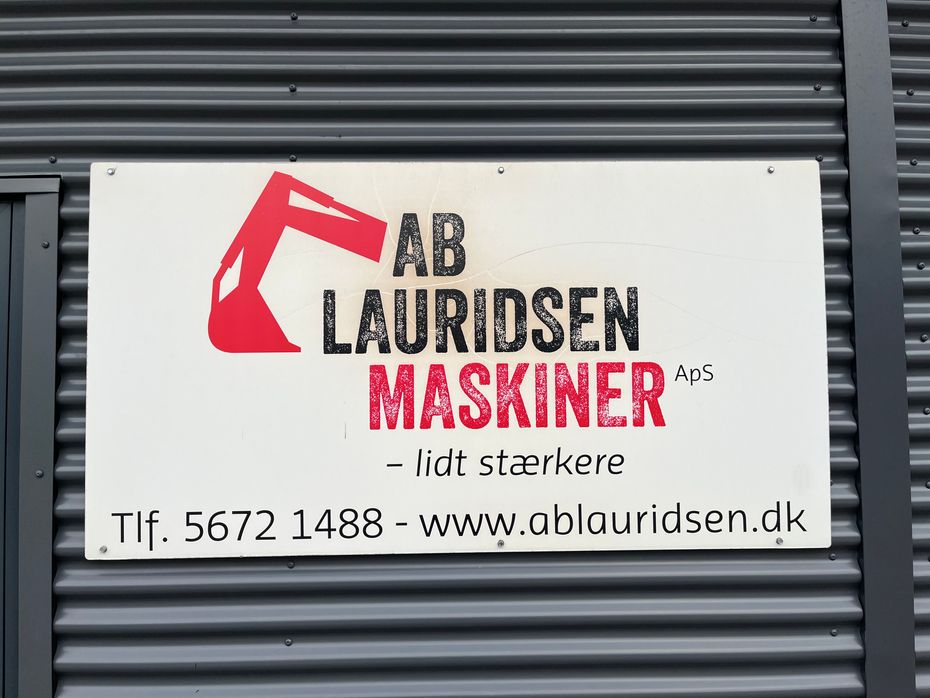 AB
LAURIDSEN
MASKINER ApS
– lidt stærkere
Tlf. 5672 1488 - www.ablauridsen.dk